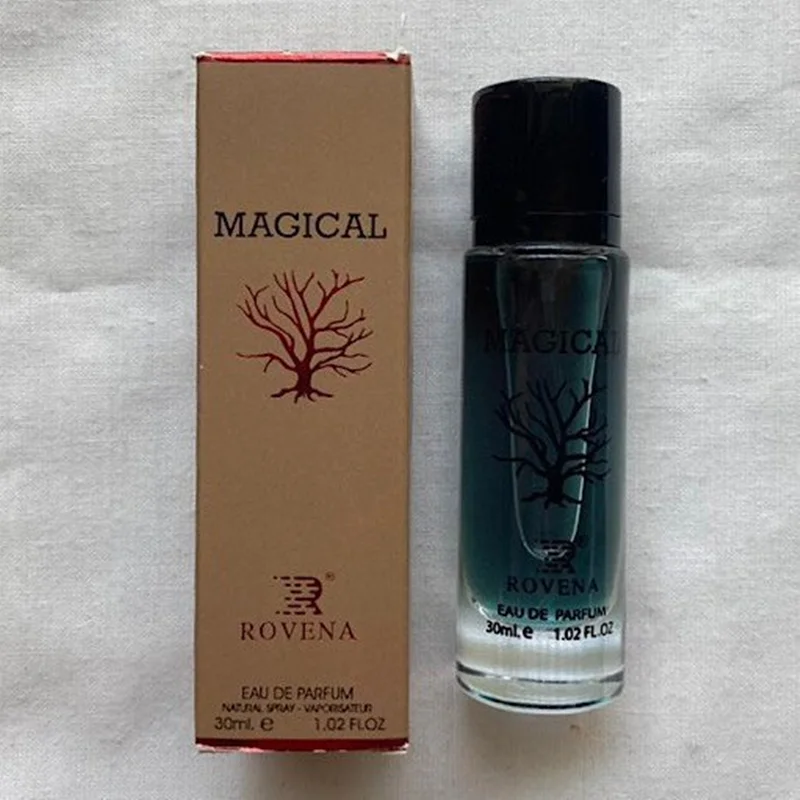 MAGICAL
R®
ROVENA
EAU DE PARFUM
NATURAL SPRAY - VAPORISATEUR
30ml. e 1.02 FL.OZ
MAGICAL
R®
ROVENA
EAU DE PARFUM
30ml. e 1.02 FL.OZ